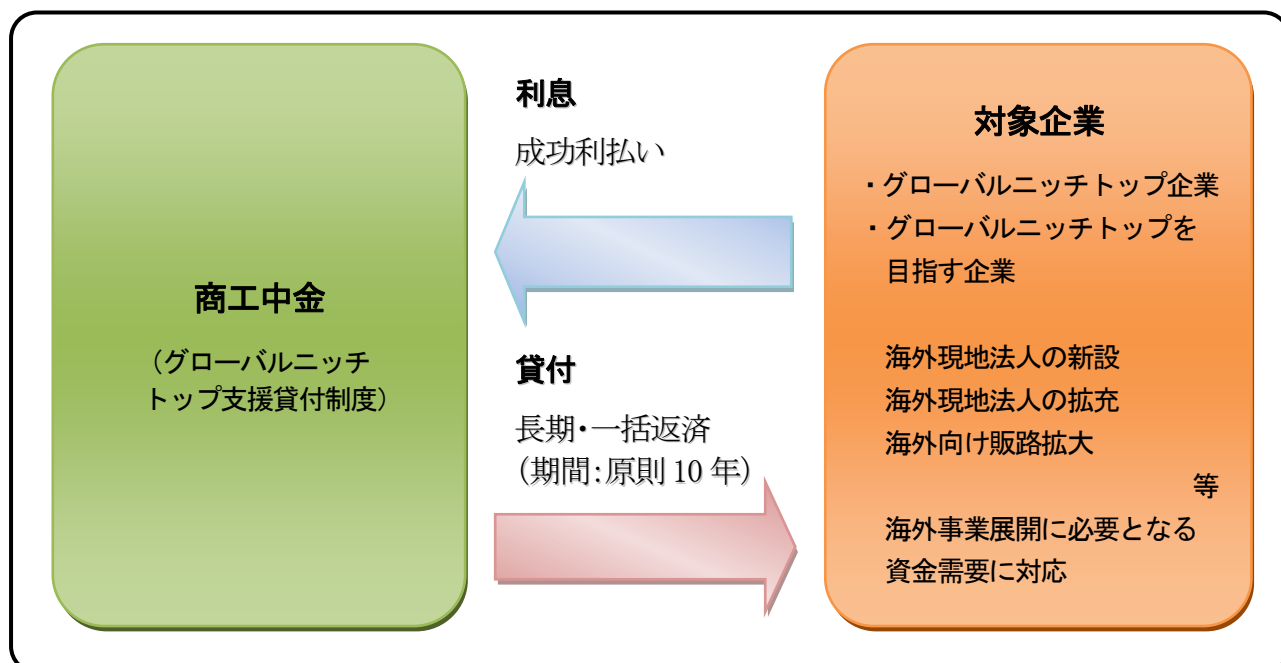 商工中金
（グローバルニッチ
トップ支援貸付制度）
利息
成功利払い
貸付
長期・一括返済
（期間：原則 10 年）
対象企業
・グローバルニッチトップ企業
・グローバルニッチトップを
目指す企業
海外現地法人の新設
海外現地法人の拡充
海外向け販路拡大
等
海外事業展開に必要となる
資金需要に対応